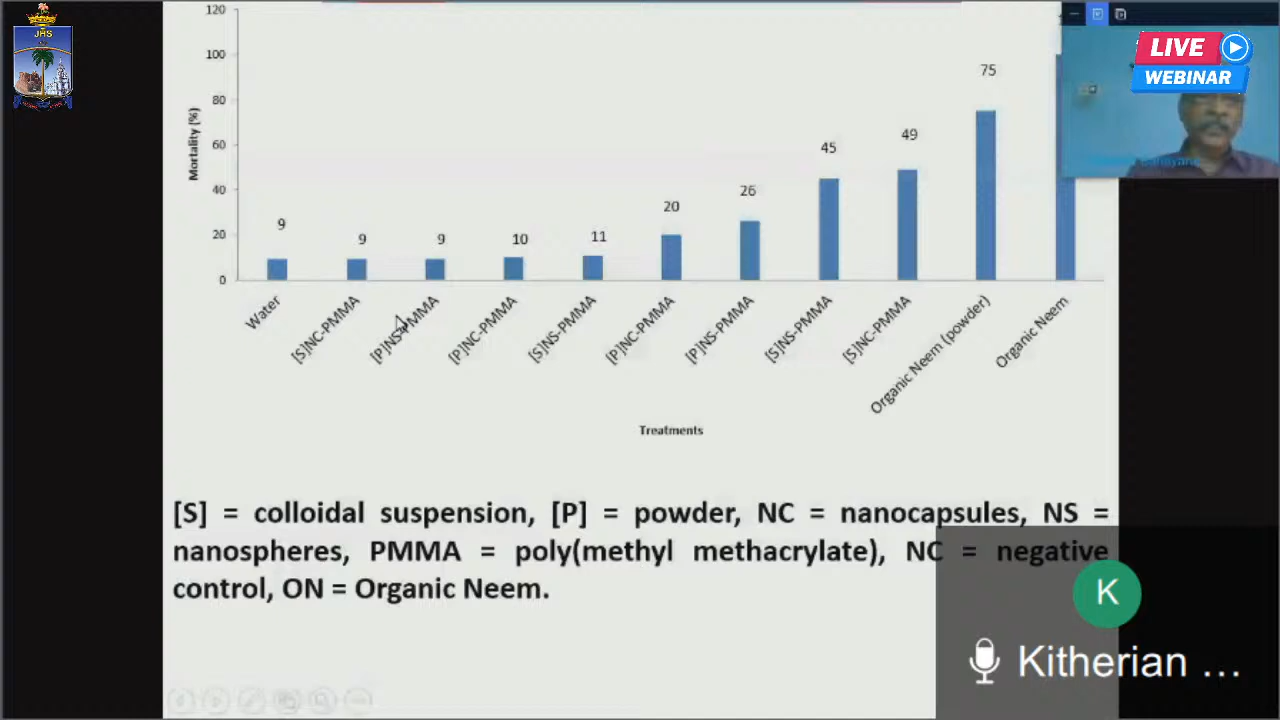 JHS
LIVE
WEBINAR
120
100
80
60
40
20
0
Mortality (%)
9
9
9
10
11
20
26
45
49
75
Water
[S]NC-PMMA
[P]NS-PMMA
[P]NC-PMMA
[S]NS-PMMA
[P]NC-PMMA
[P]NS-PMMA
[S]NS-PMMA
[S]NC-PMMA
Organic Neem (powder)
Organic Neem
Treatments
[S] = colloidal suspension, [P] = powder, NC = nanocapsules, NS =
nanospheres, PMMA = poly(methyl methacrylate), NC = negative
control, ON = Organic Neem.
K
Kitherian ...